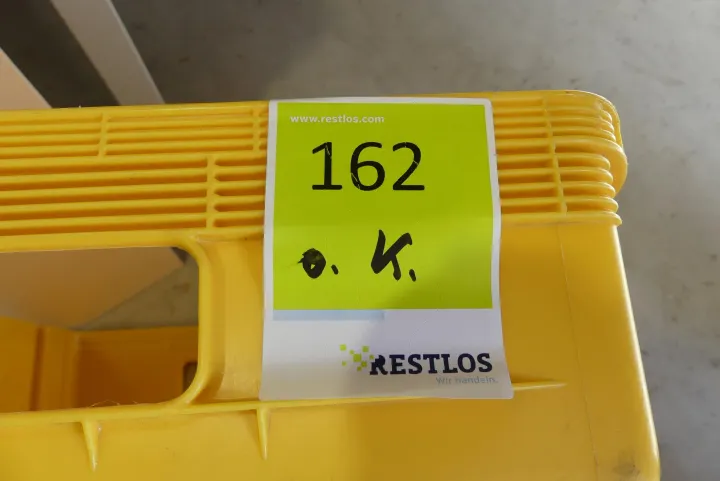 www.restlos.com
162
o. K.
RESTLOS
Wir handeln.